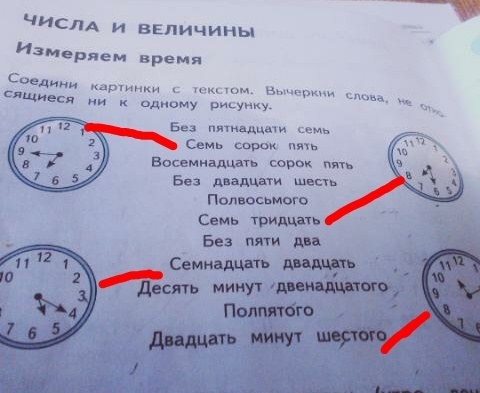 ЧИСЛА И ВЕЛИЧИНЫ
Измеряем время
Соедини картинки с текстом. Вычеркни слова, не отно-
сящиеся ни к одному рисунку.
Без пятнадцати семь
Семь сорок пять
Восемнадцать сорок пять
Без двадцати шесть
Полвосьмого
Семь тридцать
Без пяти два
Семнадцать двадцать
Десять минут двенадцатого
Полпятого
Двадцать минут шестого